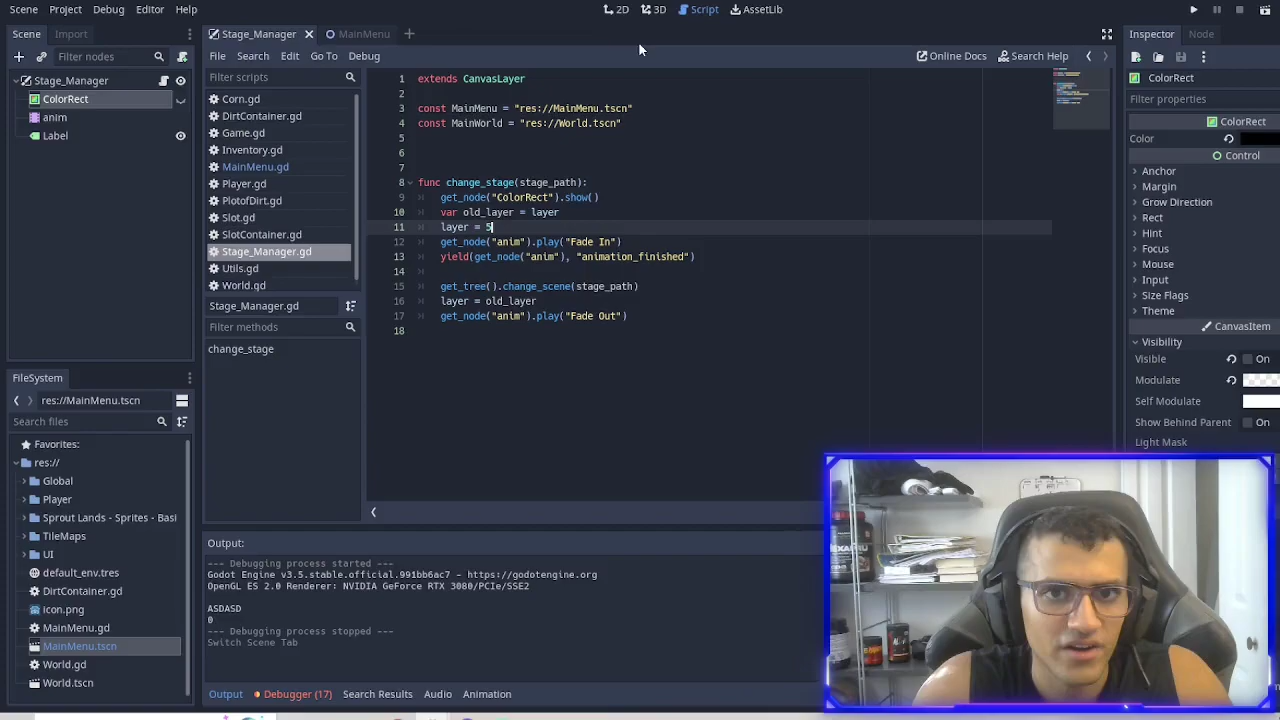 Scene Project Debug Editor Help
2D 3D Script AssetLib
Scene Import
Filter nodes
Stage_Manager
ColorRect
anim
Label
FileSystem
res://MainMenu.tscn
Search files
Favorites:
res://
Global
Player
Sprout Lands - Sprites - Basi
TileMaps
UI
default_env.tres
DirtContainer.gd
icon.png
MainMenu.gd
MainMenu.tscn
World.gd
World.tscn
Stage_Manager MainMenu
File Search Edit Go To Debug
Online Docs Search Help
Filter scripts
Corn.gd
DirtContainer.gd
Game.gd
Inventory.gd
MainMenu.gd
Player.gd
PlotofDirt.gd
Slot.gd
SlotContainer.gd
Stage_Manager.gd
Utils.gd
World.gd
Stage_Manager.gd
Filter methods
change_stage
1 extends CanvasLayer
2
3 const MainMenu = "res://MainMenu.tscn"
4 const MainWorld = "res://World.tscn"
5
6
7
8 func change_stage(stage_path):
9 get_node("ColorRect").show()
10 var old_layer = layer
11 layer = 5
12 get_node("anim").play("Fade In")
13 yield(get_node("anim"), "animation_finished")
14
15 get_tree().change_scene(stage_path)
16 layer = old_layer
17 get_node("anim").play("Fade Out")
18
Output:
--- Debugging process started ---
Godot Engine v3.5.stable.official.991bb6ac7 - https://godotengine.org
OpenGL ES 2.0 Renderer: NVIDIA GeForce RTX 3080/PCIe/SSE2
ASDASD
0
--- Debugging process stopped ---
Switch Scene Tab
Output Debugger (17) Search Results Audio Animation
Inspector Node
ColorRect
Filter properties
ColorRect
Color
Control
Anchor
Margin
Grow Direction
Rect
Hint
Focus
Mouse
Input
Size Flags
Theme
CanvasItem
Visibility
Visible On
Modulate
Self Modulate
Show Behind Parent On
Light Mask